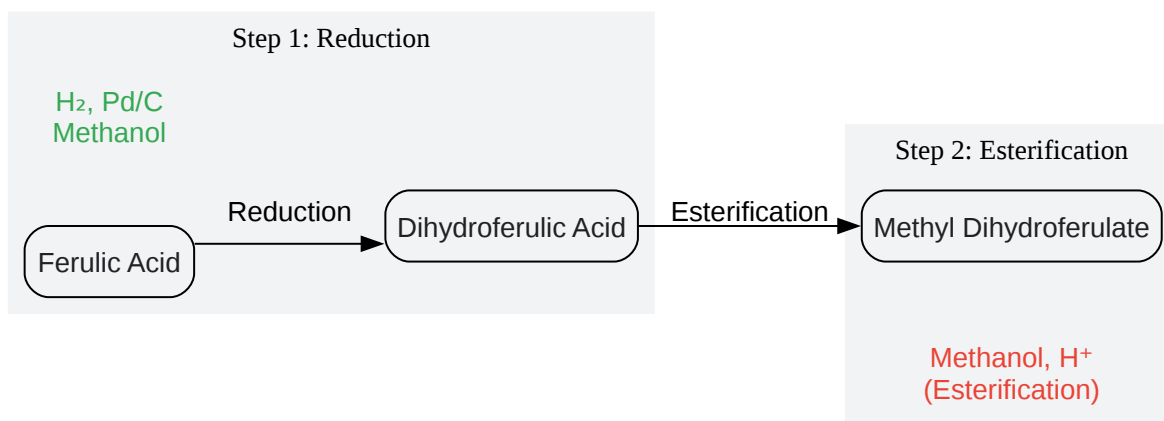 Step 1: Reduction
H₂, Pd/C
Methanol
Ferulic Acid
Reduction
Dihydroferulic Acid
Esterification
Step 2: Esterification
Methyl Dihydroferulate
Methanol, H⁺
(Esterification)